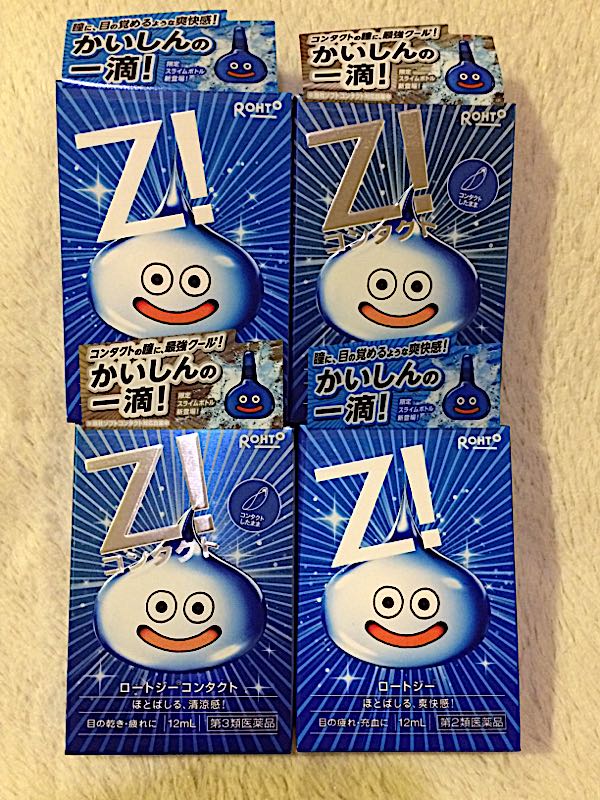 瞳に、目の覚めるような爽快感!
かいしんの
一滴!
限定
スライムボトル
新登場!
ROHTO
Z!
コンタクトの瞳に、最強クール!
かいしんの
一滴!
限定
スライムボトル
新登場!
ROHTO
Z!
コンタクト
コンタクト
したまま
コンタクトの瞳に、最強クール!
かいしんの
一滴!
限定
スライムボトル
新登場!
ROHTO
Z!
コンタクト
コンタクト
したまま
ロートジーコンタクト
ほとばしる、清涼感!
目の乾き・疲れに 12mL 第3類医薬品
瞳に、目の覚めるような爽快感!
かいしんの
一滴!
限定
スライムボトル
新登場!
ROHTO
Z!
ロートジー
ほとばしる、爽快感!
目の疲れ・充血に 12mL 第2類医薬品